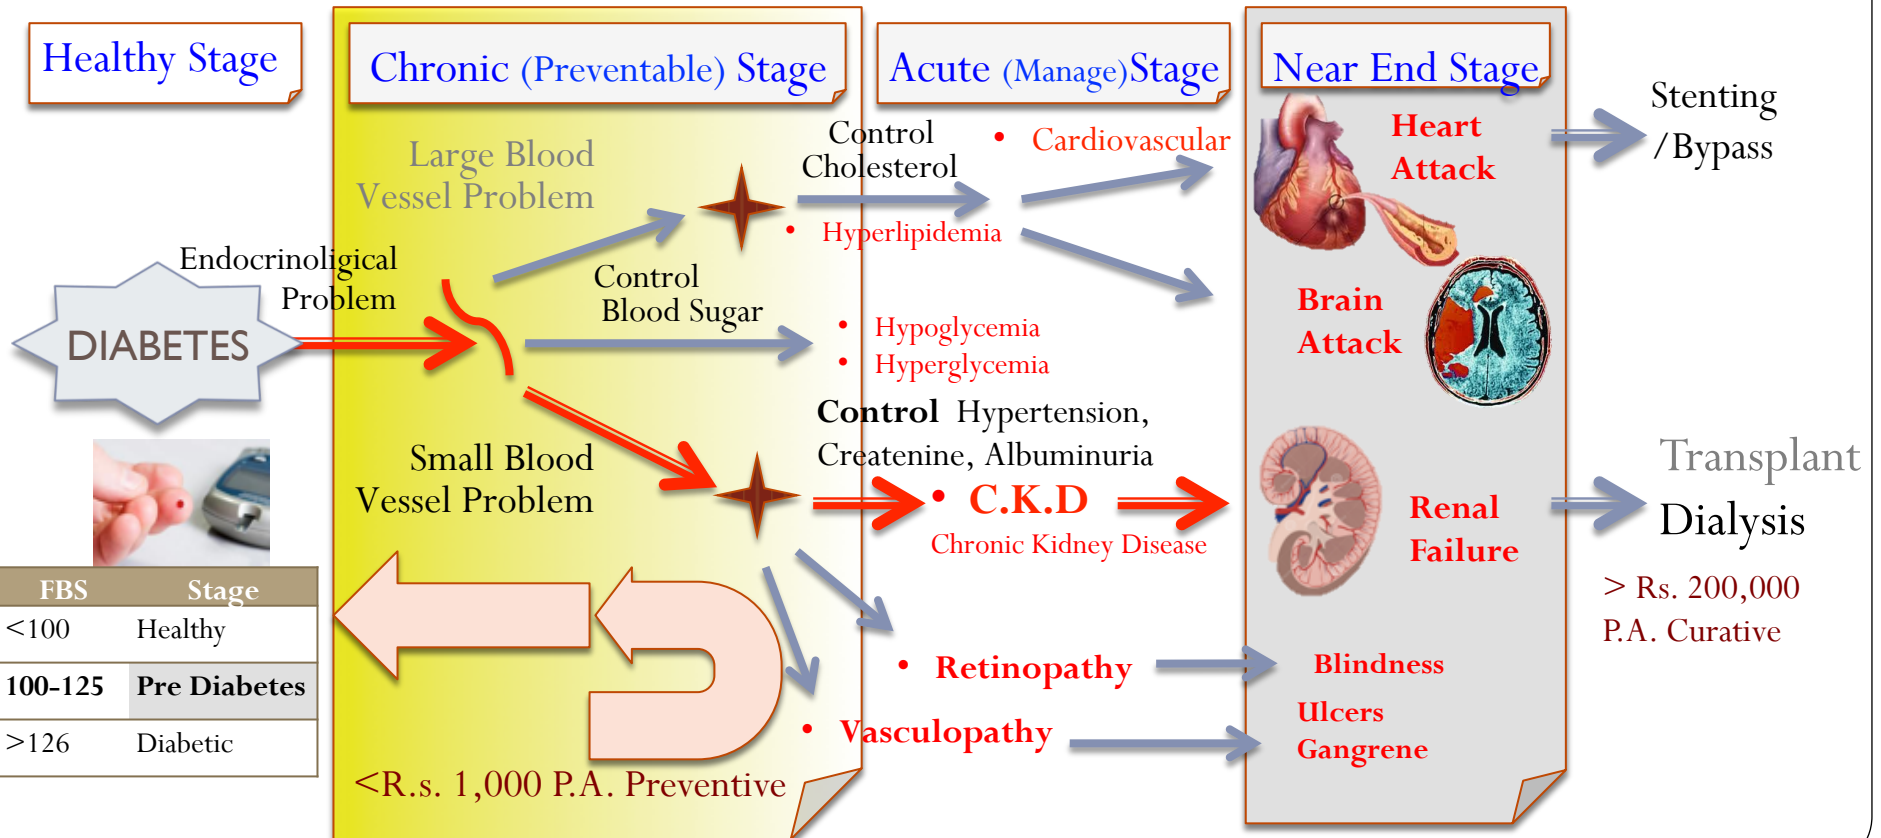 Healthy Stage
Chronic (Preventable) Stage
Acute (Manage)Stage
Near End Stage
Large Blood
Vessel Problem
Control
Cholesterol
• Cardiovascular
• Hyperlipidemia
Heart
Attack
Stenting
/Bypass
Endocrinoligical
Problem
DIABETES
Control
Blood Sugar
• Hypoglycemia
• Hyperglycemia
Brain
Attack
Small Blood
Vessel Problem
Control Hypertension,
Createnine, Albuminuria
• C.K.D
Chronic Kidney Disease
Renal
Failure
Transplant
Dialysis
> Rs. 200,000
P.A. Curative
FBS Stage
<100 Healthy
100-125 Pre Diabetes
>126 Diabetic
• Retinopathy
Blindness
• Vasculopathy
Ulcers
Gangrene
<R.s. 1,000 P.A. Preventive